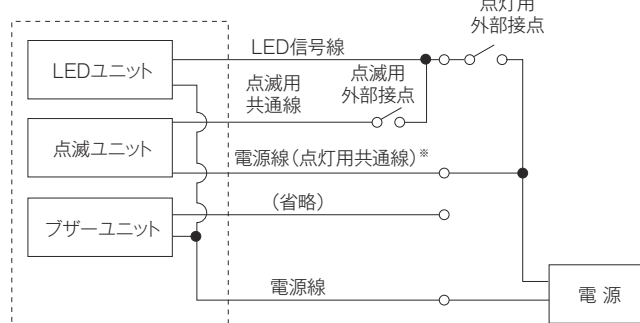 点灯用
外部接点
LED信号線
LEDユニット
点滅用
共通線
点滅用
外部接点
点滅ユニット
電源線(点灯用共通線)※
(省略)
ブザーユニット
電源線
電 源